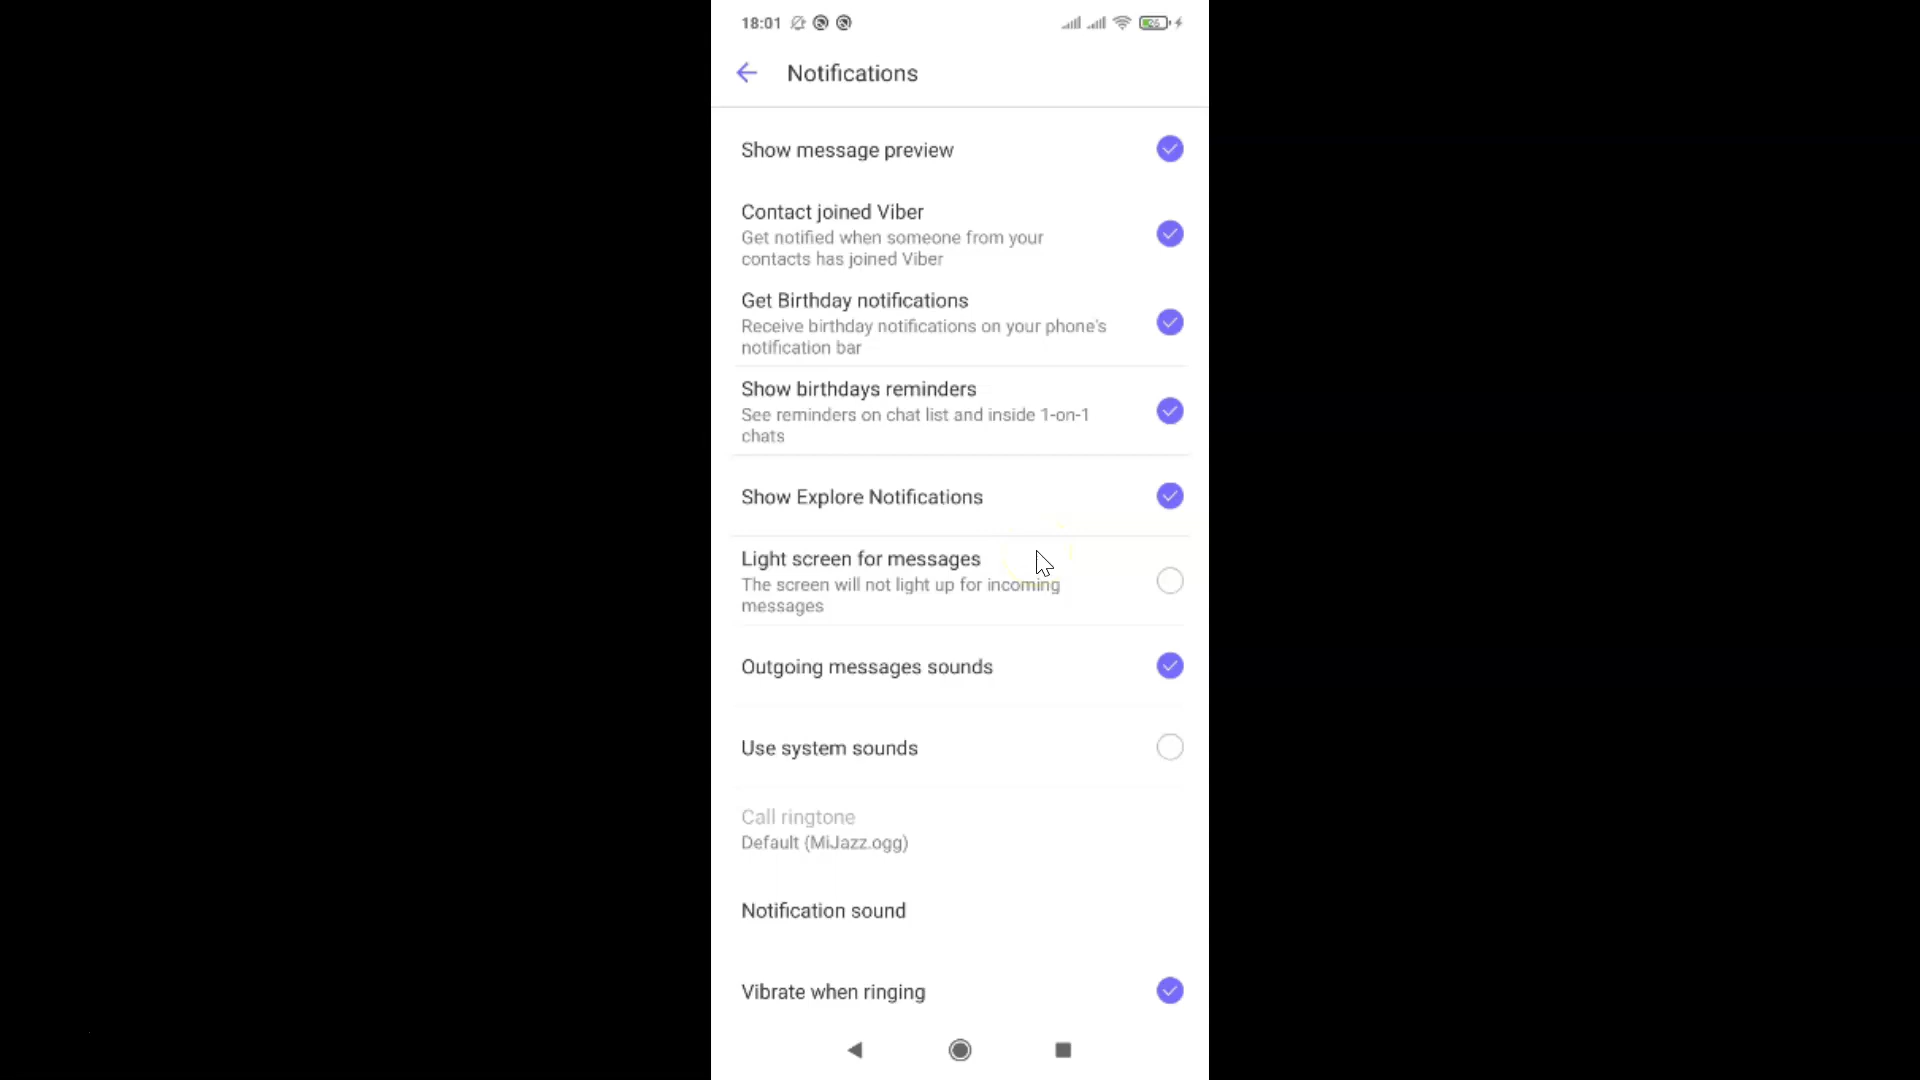 18:01
26
Notifications
Show message preview
Contact joined Viber
Get notified when someone from your
contacts has joined Viber
Get Birthday notifications
Receive birthday notifications on your phone's
notification bar
Show birthdays reminders
See reminders on chat list and inside 1-on-1
chats
Show Explore Notifications
Light screen for messages
The screen will not light up for incoming
messages
Outgoing messages sounds
Use system sounds
Call ringtone
Default (MiJazz.ogg)
Notification sound
Vibrate when ringing